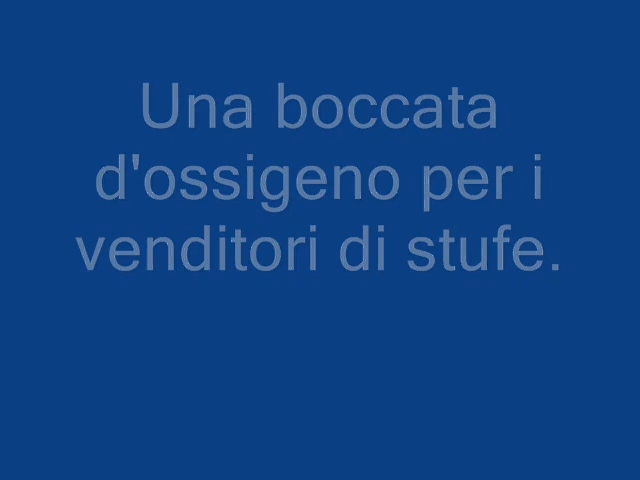 Una boccata
d'ossigeno per i
venditori di stufe.